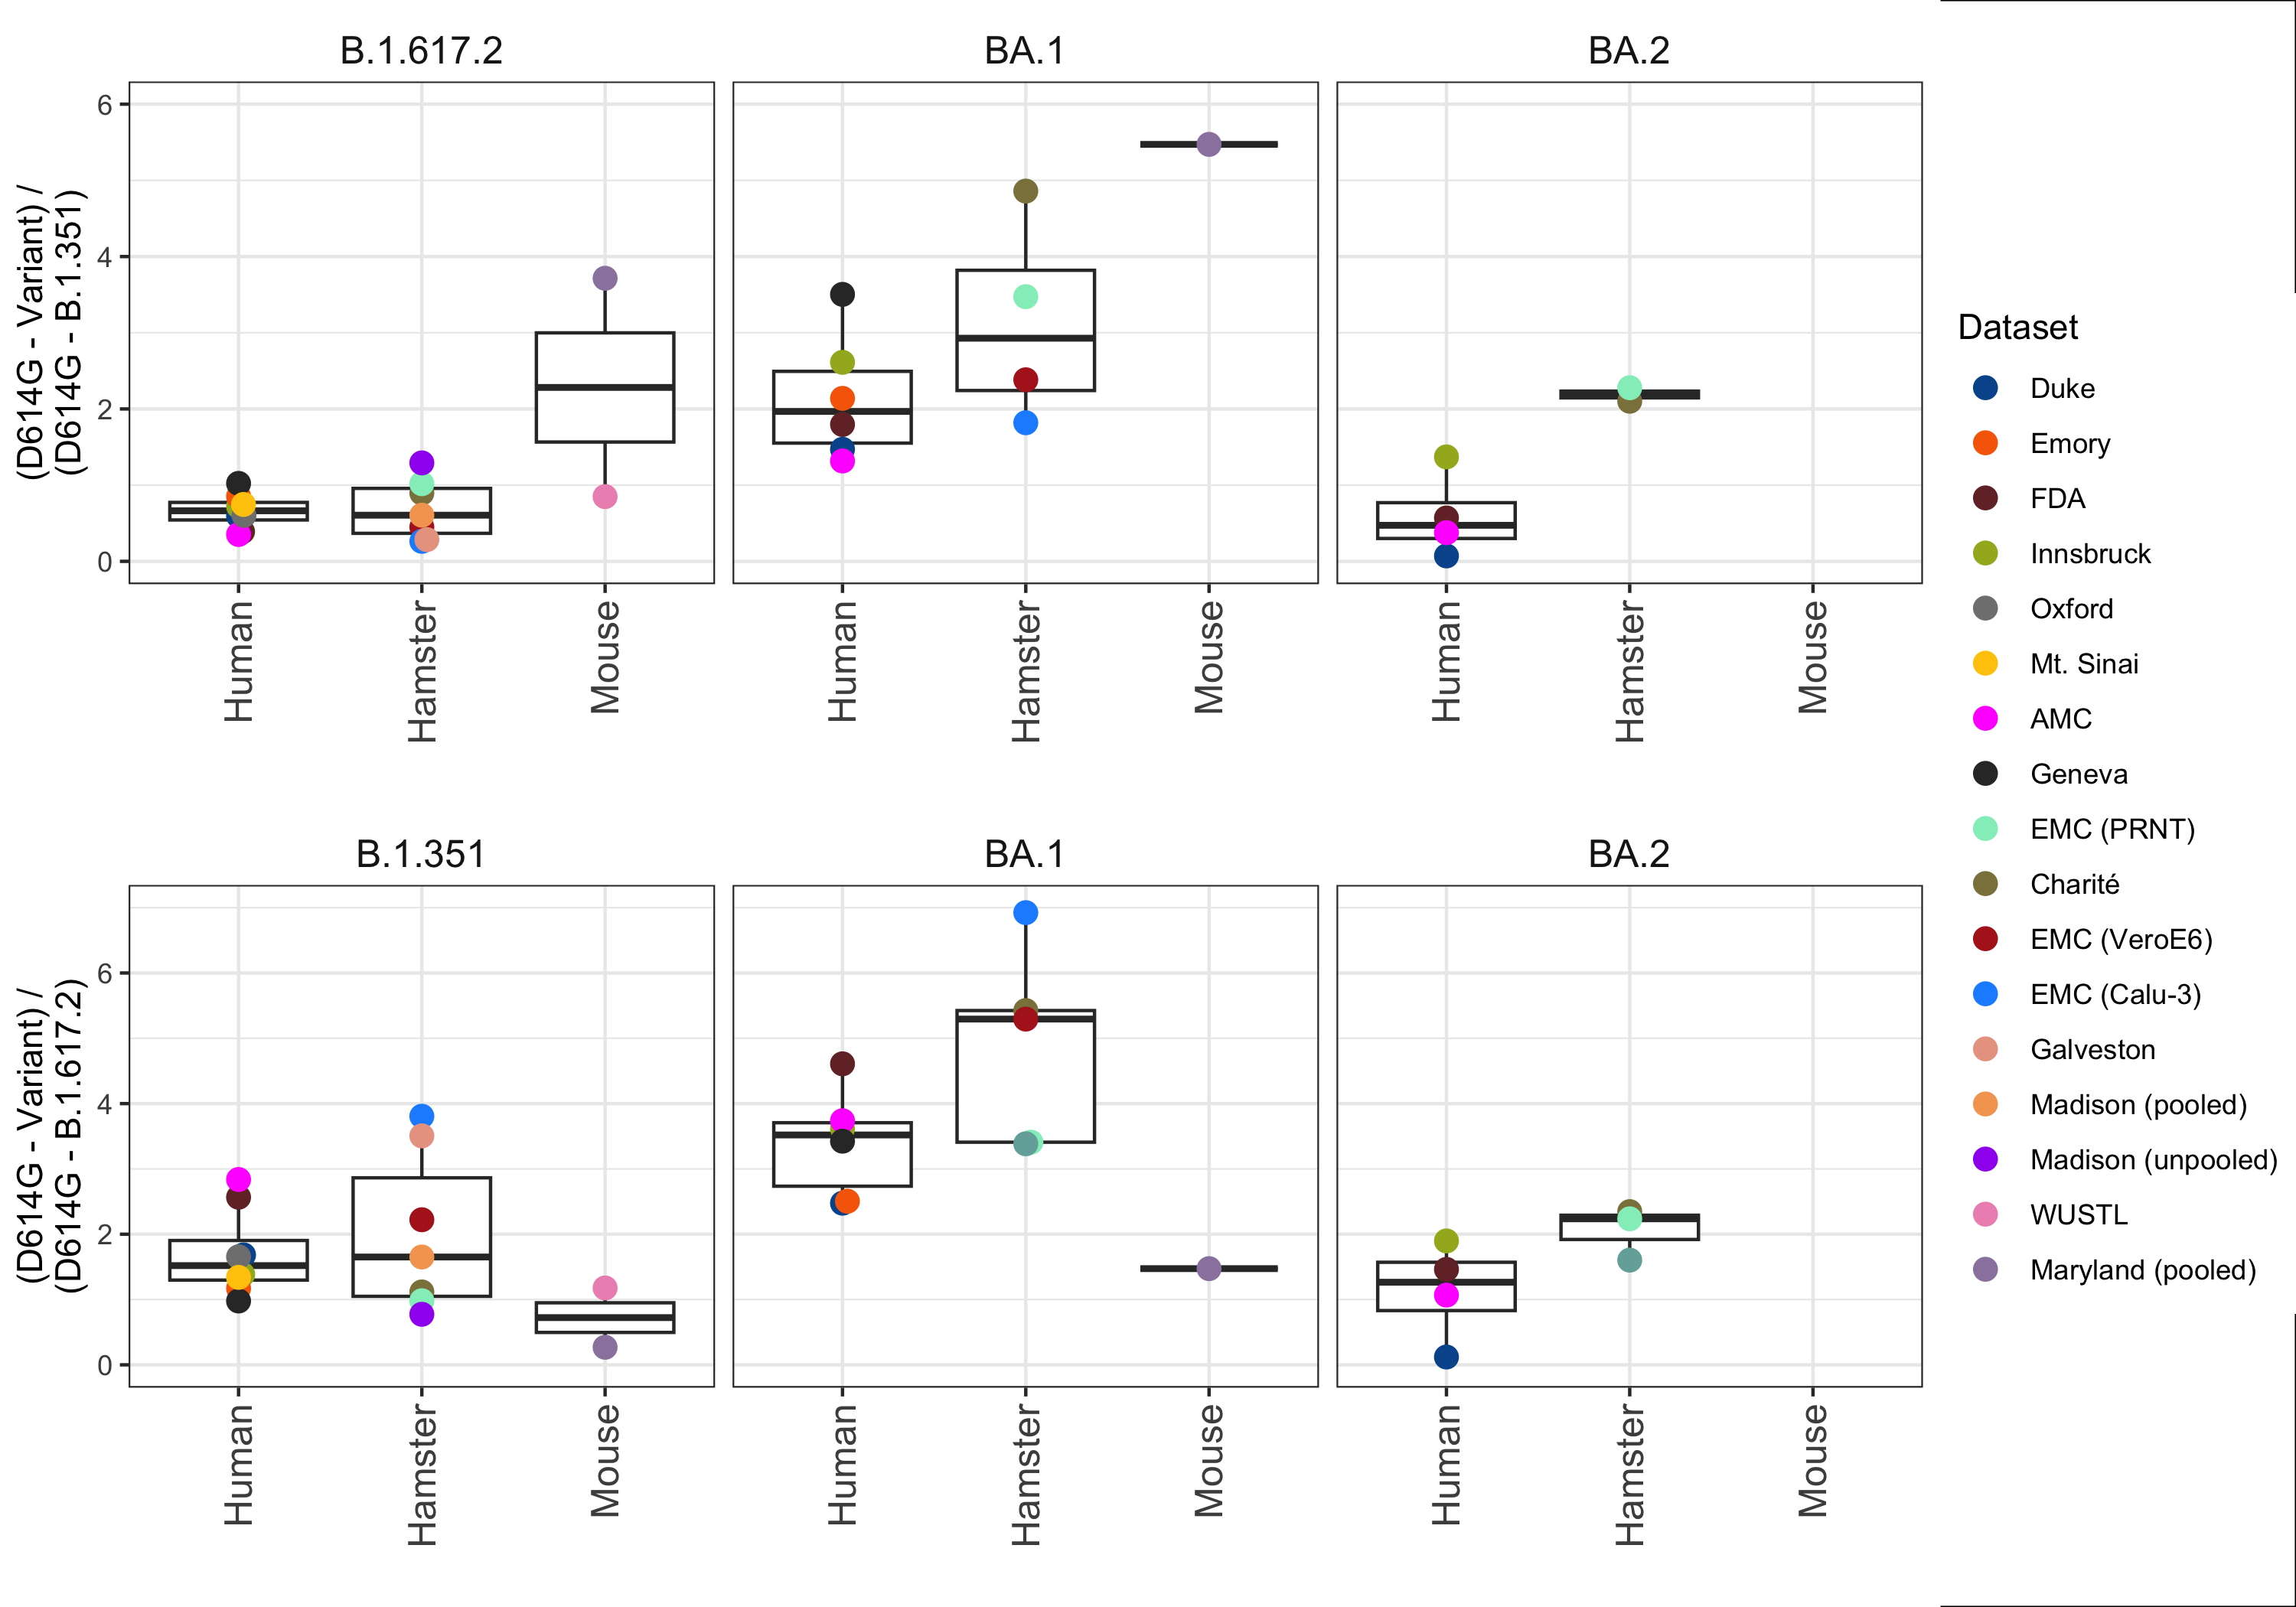 B.1.617.2
BA.1
BA.2
(D614G - Variant) /
(D614G - B.1.351)
6
4
2
0
Human
Hamster
Mouse
Human
Hamster
Mouse
Human
Hamster
Mouse
B.1.351
BA.1
BA.2
(D614G - Variant) /
(D614G - B.1.617.2)
6
4
2
0
Human
Hamster
Mouse
Human
Hamster
Mouse
Human
Hamster
Mouse
Dataset
Duke
Emory
FDA
Innsbruck
Oxford
Mt. Sinai
AMC
Geneva
EMC (PRNT)
Charité
EMC (VeroE6)
EMC (Calu-3)
Galveston
Madison (pooled)
Madison (unpooled)
WUSTL
Maryland (pooled)